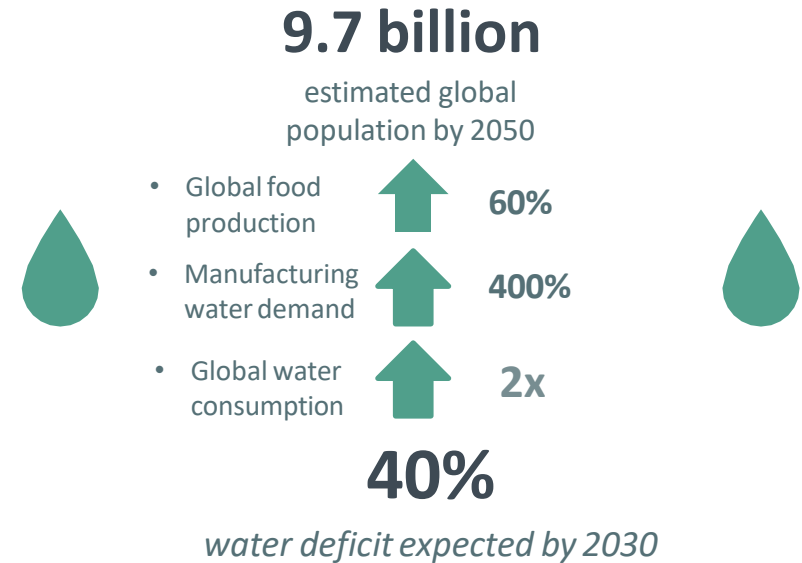 9.7 billion
estimated global
population by 2050
• Global food
production
60%
• Manufacturing
water demand
400%
• Global water
consumption
2x
40%
water deficit expected by 2030